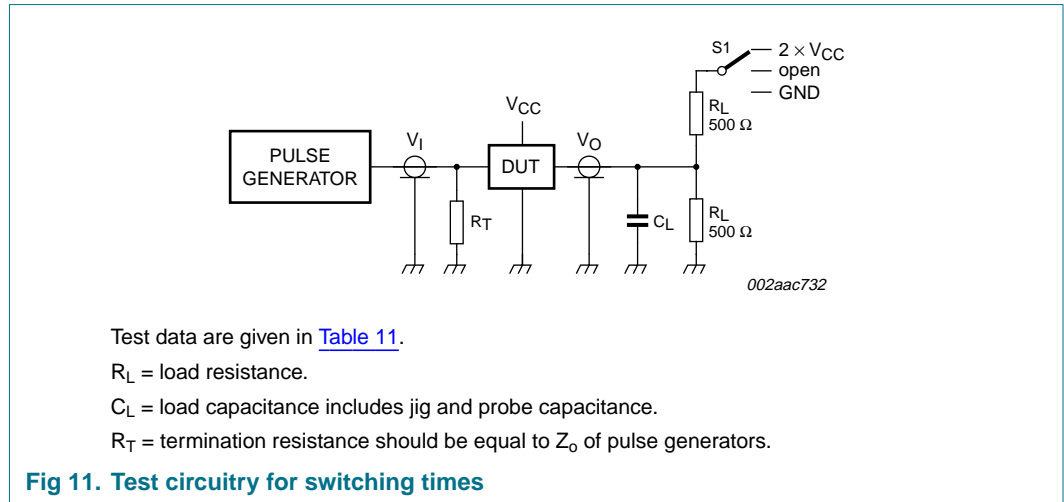 S1
2 × VCC
open
GND
RL
500 Ω
VCC
VI
VO
PULSE
GENERATOR
DUT
RT
CL
RL
500 Ω
002aac732
Test data are given in Table 11.
RL = load resistance.
CL = load capacitance includes jig and probe capacitance.
RT = termination resistance should be equal to Zo of pulse generators.
Fig 11. Test circuitry for switching times